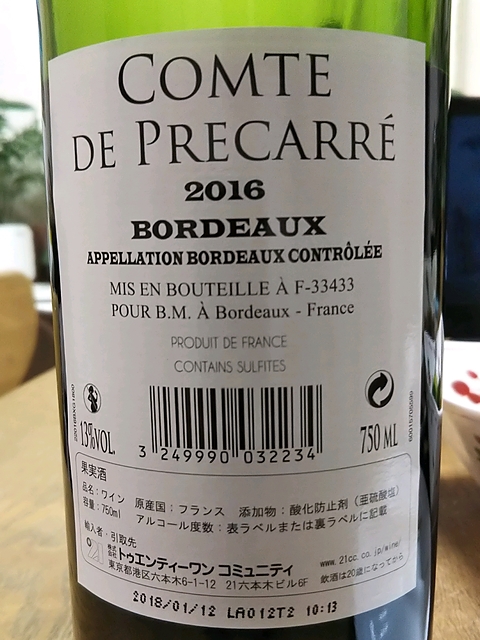 COMTE
DE PRECARRÉ
2016
BORDEAUX
APPELLATION BORDEAUX CONTRÔLÉE
MIS EN BOUTEILLE À F-33433
POUR B.M. À Bordeaux - France
PRODUIT DE FRANCE
CONTAINS SULFITES
13%VOL.
3 249990 032234
750 ML
果実酒
品名:ワイン 原産国:フランス 添加物:酸化防止剤(亜硫酸塩)
容量:750ml アルコール度数:表ラベルまたは裏ラベルに記載
輸入者・引取先
株式会社 トゥエンティーワン コミュニティ www.21cc.co.jp/wine/
東京都港区六本木6-1-12 21六本木ビル6F 飲酒は20歳になってから
2018/01/12 LA012T2 10:13